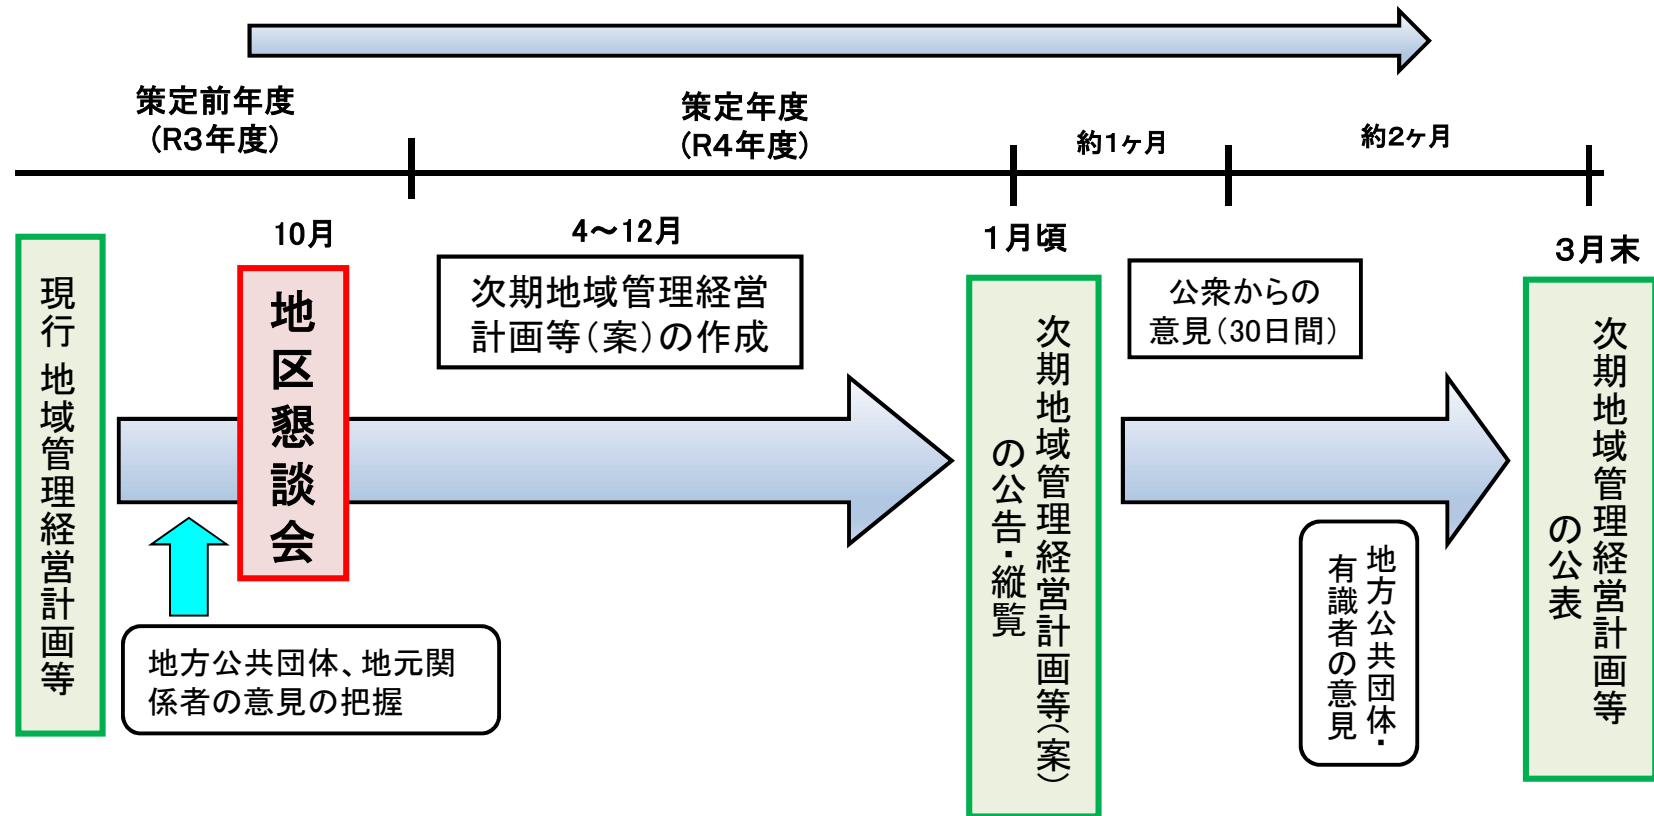 策定前年度
(R3年度)
策定年度
(R4年度)
約1ヶ月
約2ヶ月
10月
4～12月
1月頃
3月末
現行 地域管理経営計画等
地区懇談会
次期地域管理経営
計画等(案)の作成
次期地域管理経営計画等(案)
の公告・縦覧
公衆からの
意見(30日間)
次期地域管理経営計画等
の公表
地方公共団体、地元関
係者の意見の把握
地方公共団体・
有識者の意見